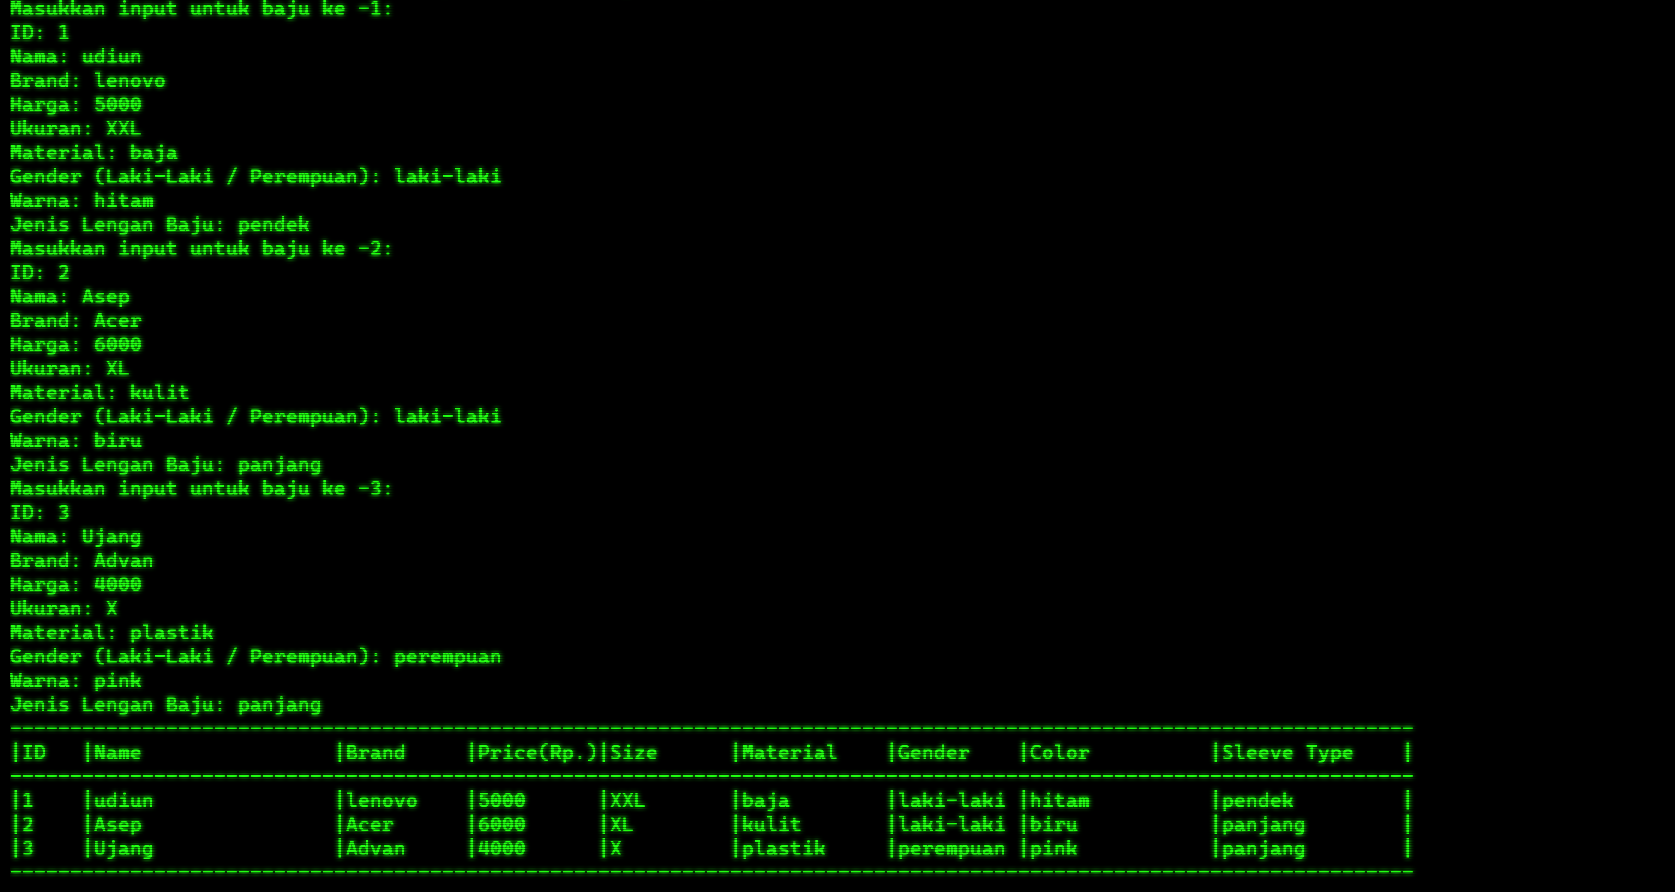 Masukkan input untuk baju ke -1:
ID: 1
Nama: udiun
Brand: lenovo
Harga: 5000
Ukuran: XXL
Material: baja
Gender (Laki-Laki / Perempuan): laki-laki
Warna: hitam
Jenis Lengan Baju: pendek
Masukkan input untuk baju ke -2:
ID: 2
Nama: Asep
Brand: Acer
Harga: 6000
Ukuran: XL
Material: kulit
Gender (Laki-Laki / Perempuan): laki-laki
Warna: biru
Jenis Lengan Baju: panjang
Masukkan input untuk baju ke -3:
ID: 3
Nama: Ujang
Brand: Advan
Harga: 4000
Ukuran: X
Material: plastik
Gender (Laki-Laki / Perempuan): perempuan
Warna: pink
Jenis Lengan Baju: panjang
|ID |Name |Brand |Price(Rp.)|Size |Material |Gender |Color |Sleeve Type |
|1 |udiun |lenovo |5000 |XXL |baja |laki-laki |hitam |pendek |
|2 |Asep |Acer |6000 |XL |kulit |laki-laki |biru |panjang |
|3 |Ujang |Advan |4000 |X |plastik |perempuan |pink |panjang |